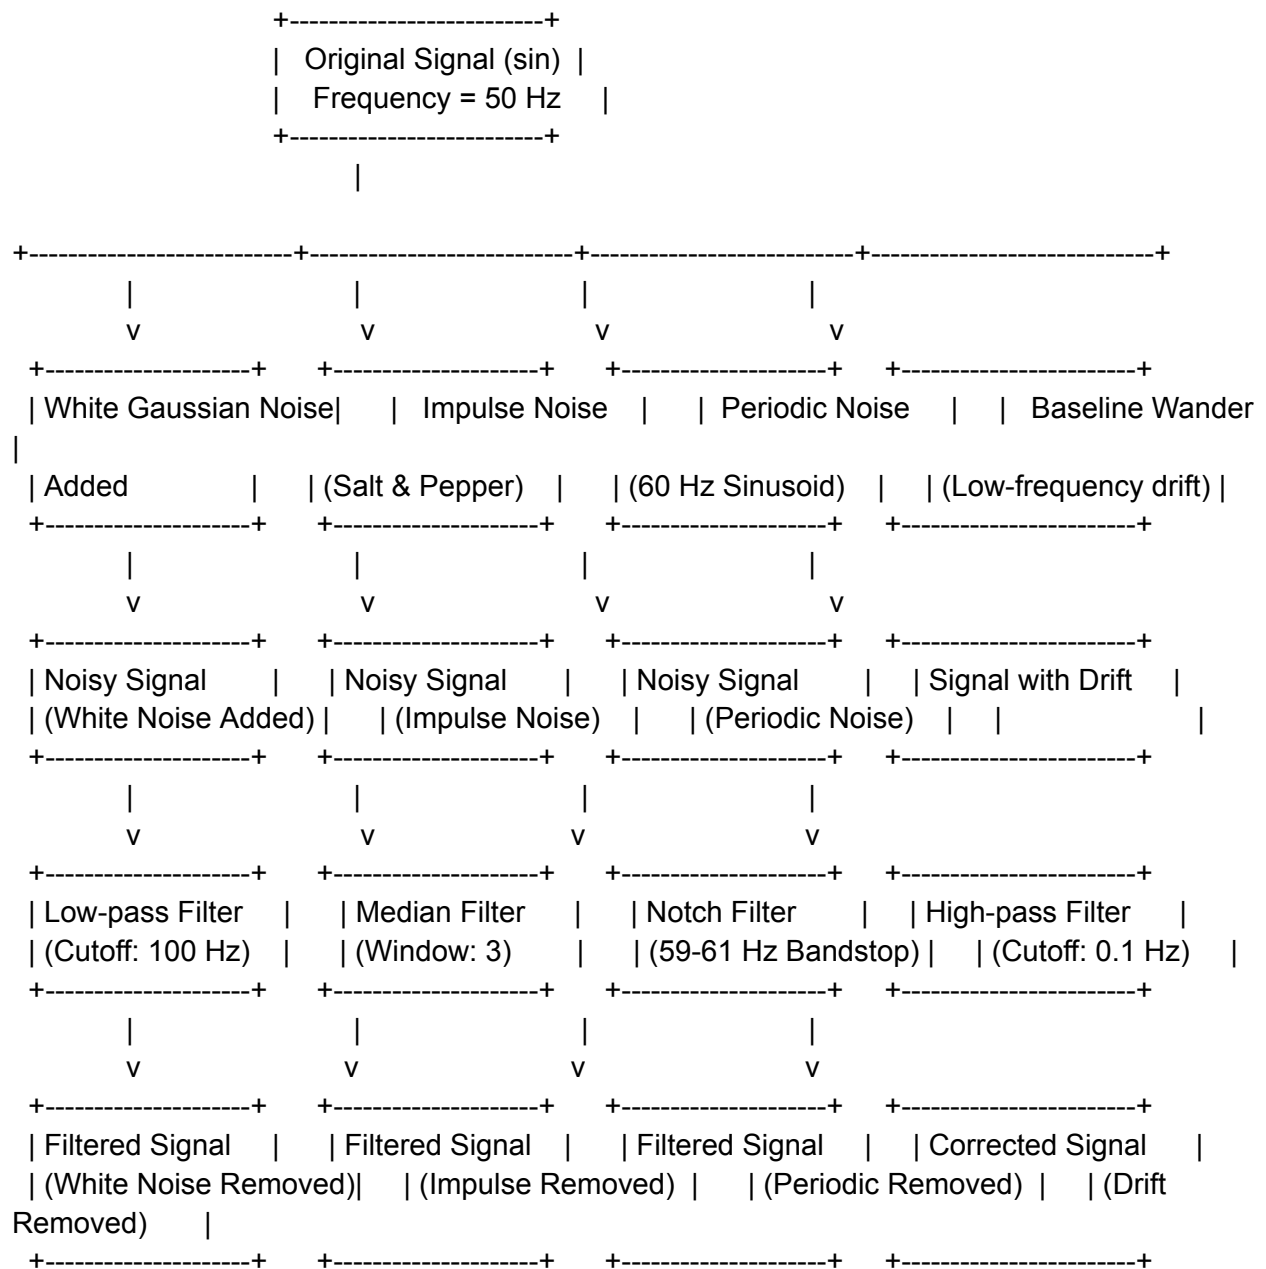 +--------------------------+
| Original Signal (sin) |
| Frequency = 50 Hz |
+--------------------------+
|
+---------------------------+---------------------------+---------------------------+-----------------------------+
| | | |
v v v v
+---------------------+ +---------------------+ +---------------------+ +------------------------+
| White Gaussian Noise| | Impulse Noise | | Periodic Noise | | Baseline Wander
|
| Added | | (Salt & Pepper) | | (60 Hz Sinusoid) | | (Low-frequency drift) |
+---------------------+ +---------------------+ +---------------------+ +------------------------+
| | | |
v v v v
+---------------------+ +---------------------+ +---------------------+ +------------------------+
| Noisy Signal | | Noisy Signal | | Noisy Signal | | Signal with Drift |
| (White Noise Added) | | (Impulse Noise) | | (Periodic Noise) | | |
+---------------------+ +---------------------+ +---------------------+ +------------------------+
| | | |
v v v v
+---------------------+ +---------------------+ +---------------------+ +------------------------+
| Low-pass Filter | | Median Filter | | Notch Filter | | High-pass Filter |
| (Cutoff: 100 Hz) | | (Window: 3) | | (59-61 Hz Bandstop) | | (Cutoff: 0.1 Hz) |
+---------------------+ +---------------------+ +---------------------+ +------------------------+
| | | |
v v v v
+---------------------+ +---------------------+ +---------------------+ +------------------------+
| Filtered Signal | | Filtered Signal | | Filtered Signal | | Corrected Signal |
| (White Noise Removed)| | (Impulse Removed) | | (Periodic Removed) | | (Drift
Removed) |
+---------------------+ +---------------------+ +---------------------+ +------------------------+